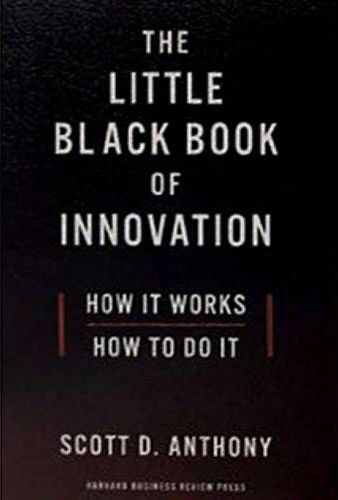 THE
LITTLE
BLACK BOOK
OF
INNOVATION
HOW IT WORKS
HOW TO DO IT
SCOTT D. ANTHONY
HARVARD BUSINESS REVIEW PRESS